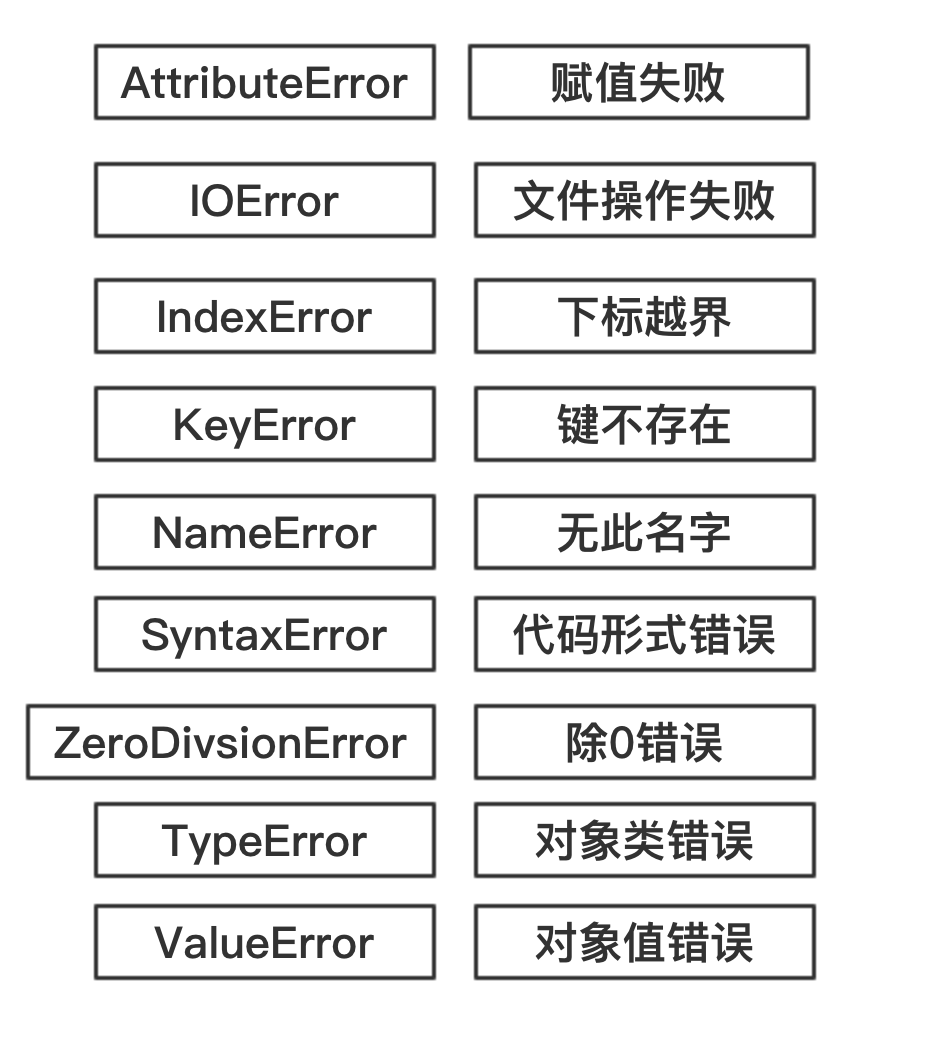 AttributeError 赋值失败
IOError 文件操作失败
IndexError 下标越界
KeyError 键不存在
NameError 无此名字
SyntaxError 代码形式错误
ZeroDivsionError 除0错误
TypeError 对象类错误
ValueError 对象值错误